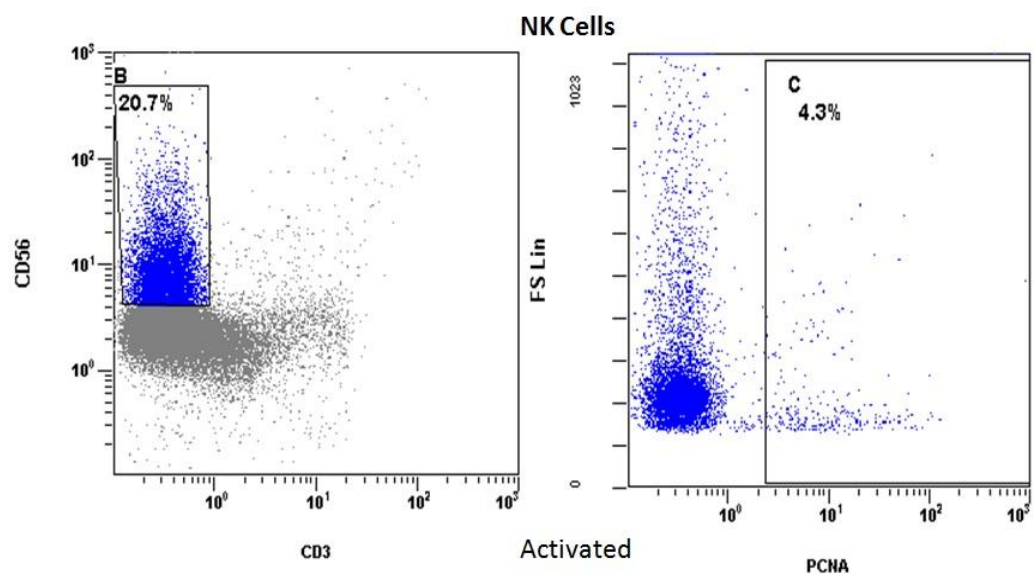 NK Cells
10³
B
20.7%
10²
10¹
10⁰
CD56
10⁰
10¹
10²
10³
CD3
1023
C
4.3%
FS Lin
0
10⁰
10¹
10²
10³
PCNA
Activated